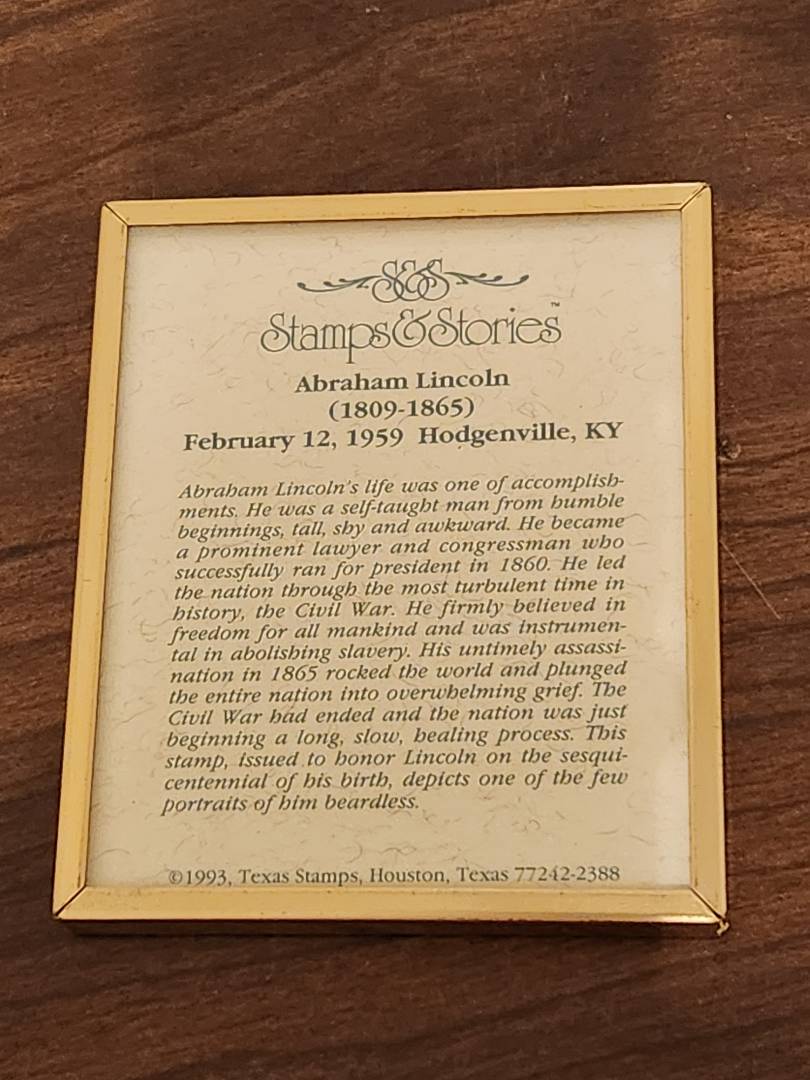 S&S
Stamps&Stories™
Abraham Lincoln
(1809-1865)
February 12, 1959 Hodgenville, KY
Abraham Lincoln's life was one of accomplish-
ments. He was a self-taught man from humble
beginnings, tall, shy and awkward. He became
a prominent lawyer and congressman who
successfully ran for president in 1860. He led
the nation through the most turbulent time in
history, the Civil War. He firmly believed in
freedom for all mankind and was instrumen-
tal in abolishing slavery. His untimely assassi-
nation in 1865 rocked the world and plunged
the entire nation into overwhelming grief. The
Civil War had ended and the nation was just
beginning a long, slow, healing process. This
stamp, issued to honor Lincoln on the sesqui-
centennial of his birth, depicts one of the few
portraits of him beardless.
©1993, Texas Stamps, Houston, Texas 77242-2388